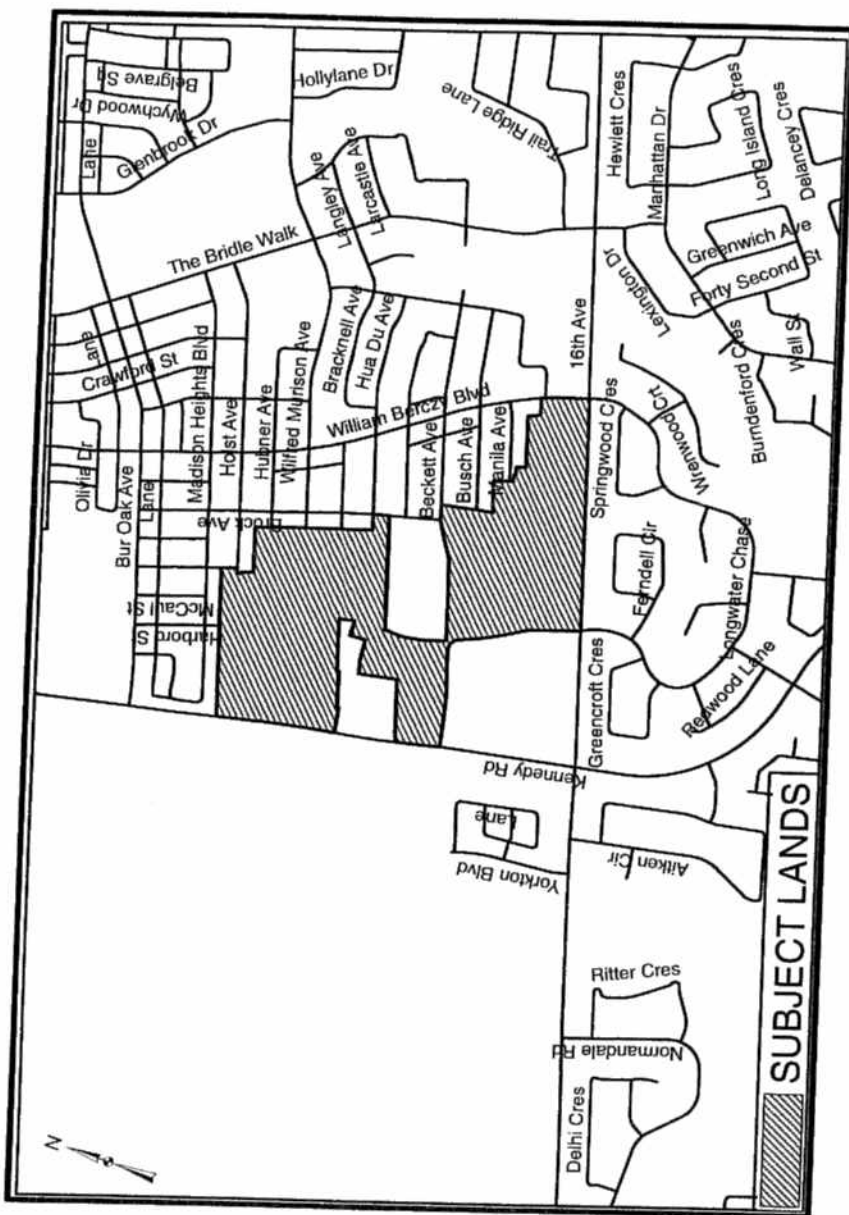 Belgrave Sq
Wychwood Dr
Lane
Glenbrook Dr
Hollylane Dr
Trail Ridge Lane
Hewlett Cres
Manhattan Dr
Long Island Cres
Delancey Cres
Langley Ave
Larcastle Ave
The Bridle Walk
Greenwich Ave
Forty Second St
Lexington Dr
Lane
Crawford St
Bracknell Ave
Hua Du Ave
16th Ave
Wall St
Burndenford Cres
Olivia Dr
Bur Oak Ave
Lane
Madison Heights Blvd
Holst Ave
Hubner Ave
Wilfred Murison Ave
William Berczy Blvd
Beckett Ave
Busch Ave
Manila Ave
Springwood Cres
Wrenwood Crt
Brock Ave
McCaul St
Harbord S
Ferndell Cir
Longwater Chase
Greencroft Cres
Redwood Lane
Kennedy Rd
Lane
Yorkton Blvd
Aitken Cir
Ritter Cres
Normandale Rd
Delhi Cres
N
SUBJECT LANDS